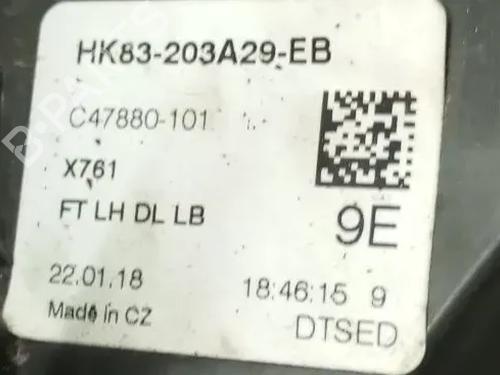 HK83-203A29-EB
C47880-101
X761
FT LH DL LB
9E
22.01.18
18:46:15 9
Made in CZ
DTSED
B-PARTS